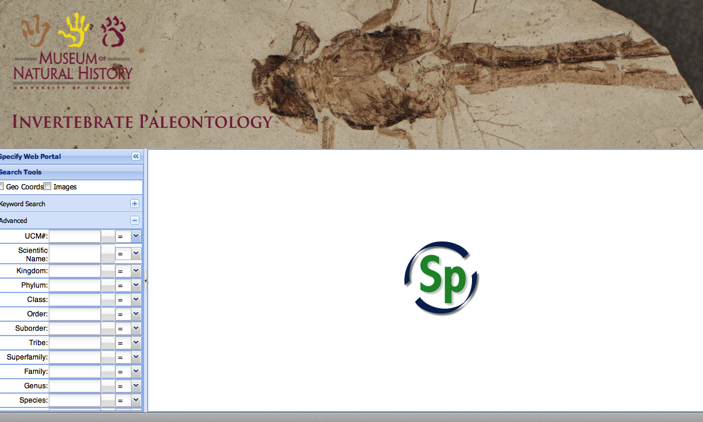 MUSEUM OF
NATURAL HISTORY
UNIVERSITY OF COLORADO
INVERTEBRATE PALEONTOLOGY
Specify Web Portal
Search Tools
Geo Coords Images
Keyword Search
Advanced
UCM#: =
Scientific
Name: =
Kingdom: =
Phylum: =
Class: =
Order: =
Suborder: =
Tribe: =
Superfamily: =
Family: =
Genus: =
Species: =
Sp